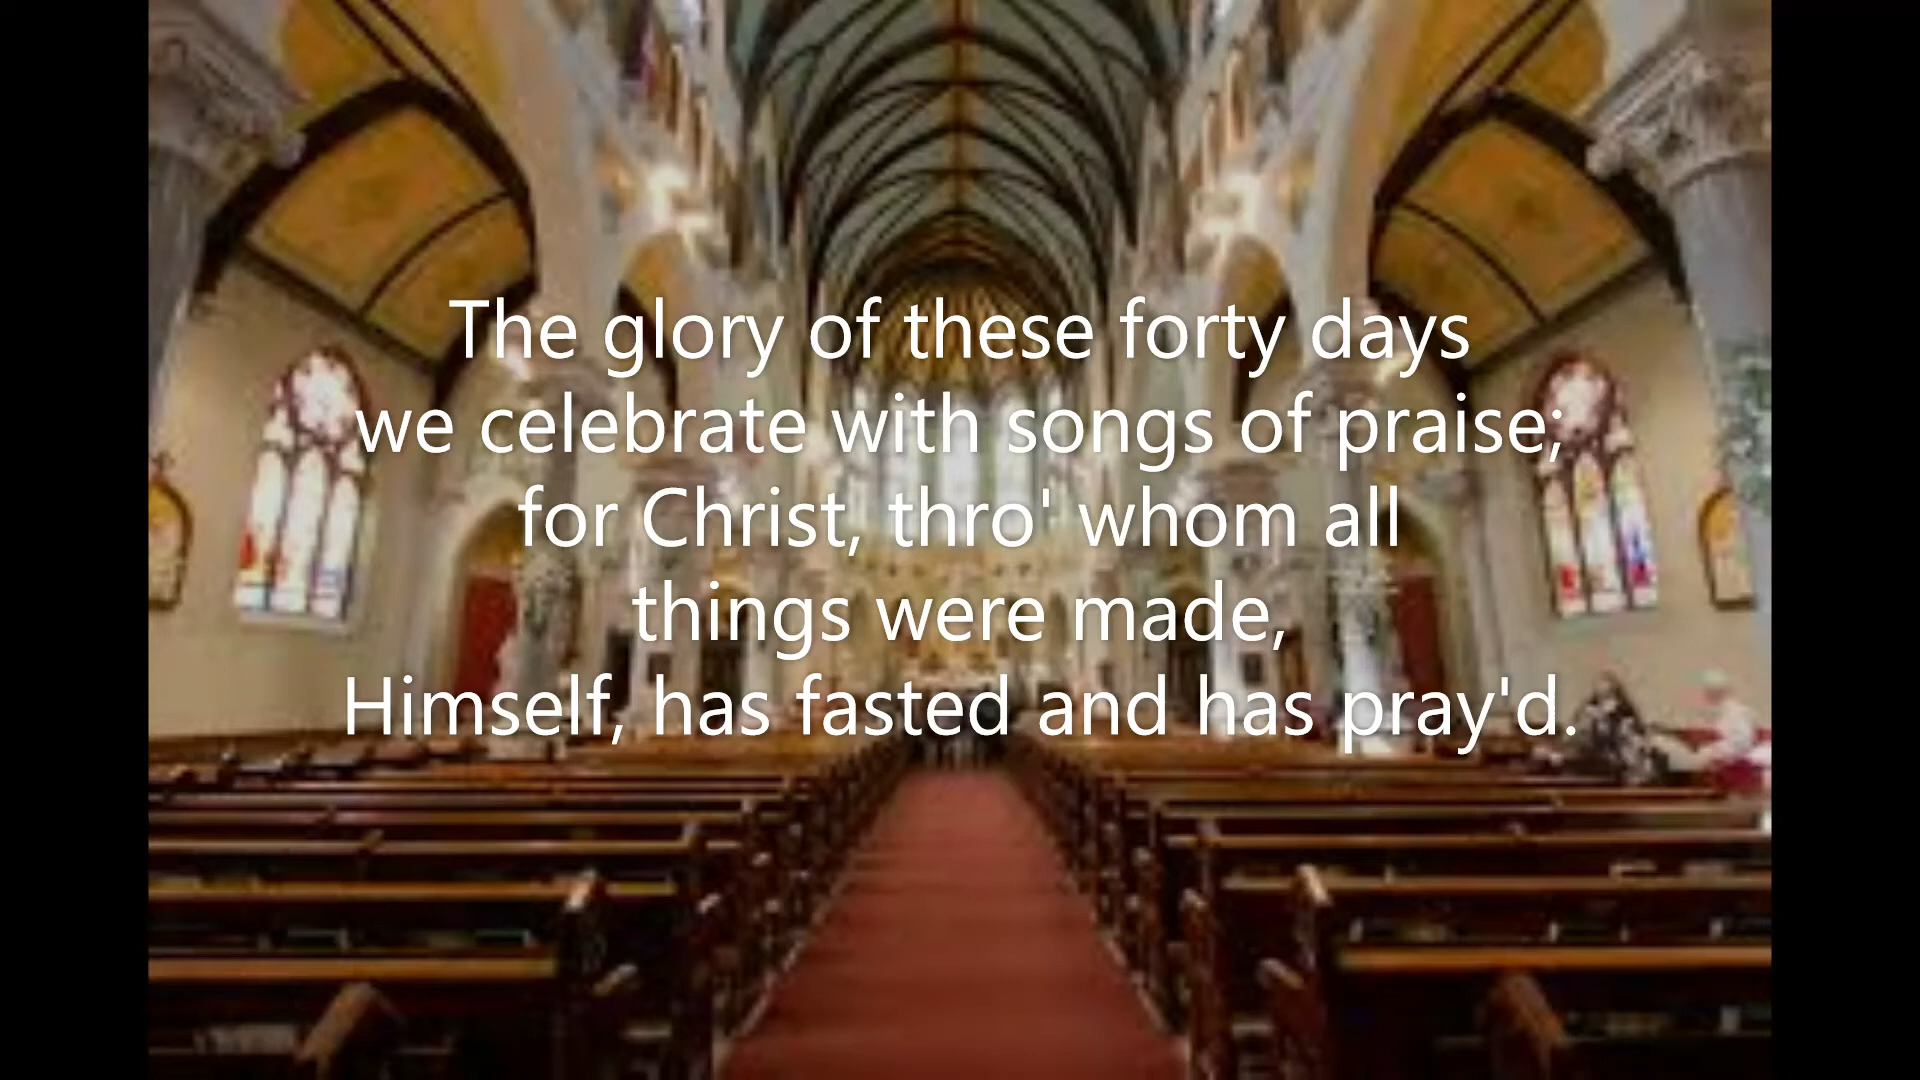 The glory of these forty days
we celebrate with songs of praise;
for Christ, thro' whom all
things were made,
Himself, has fasted and has pray'd.